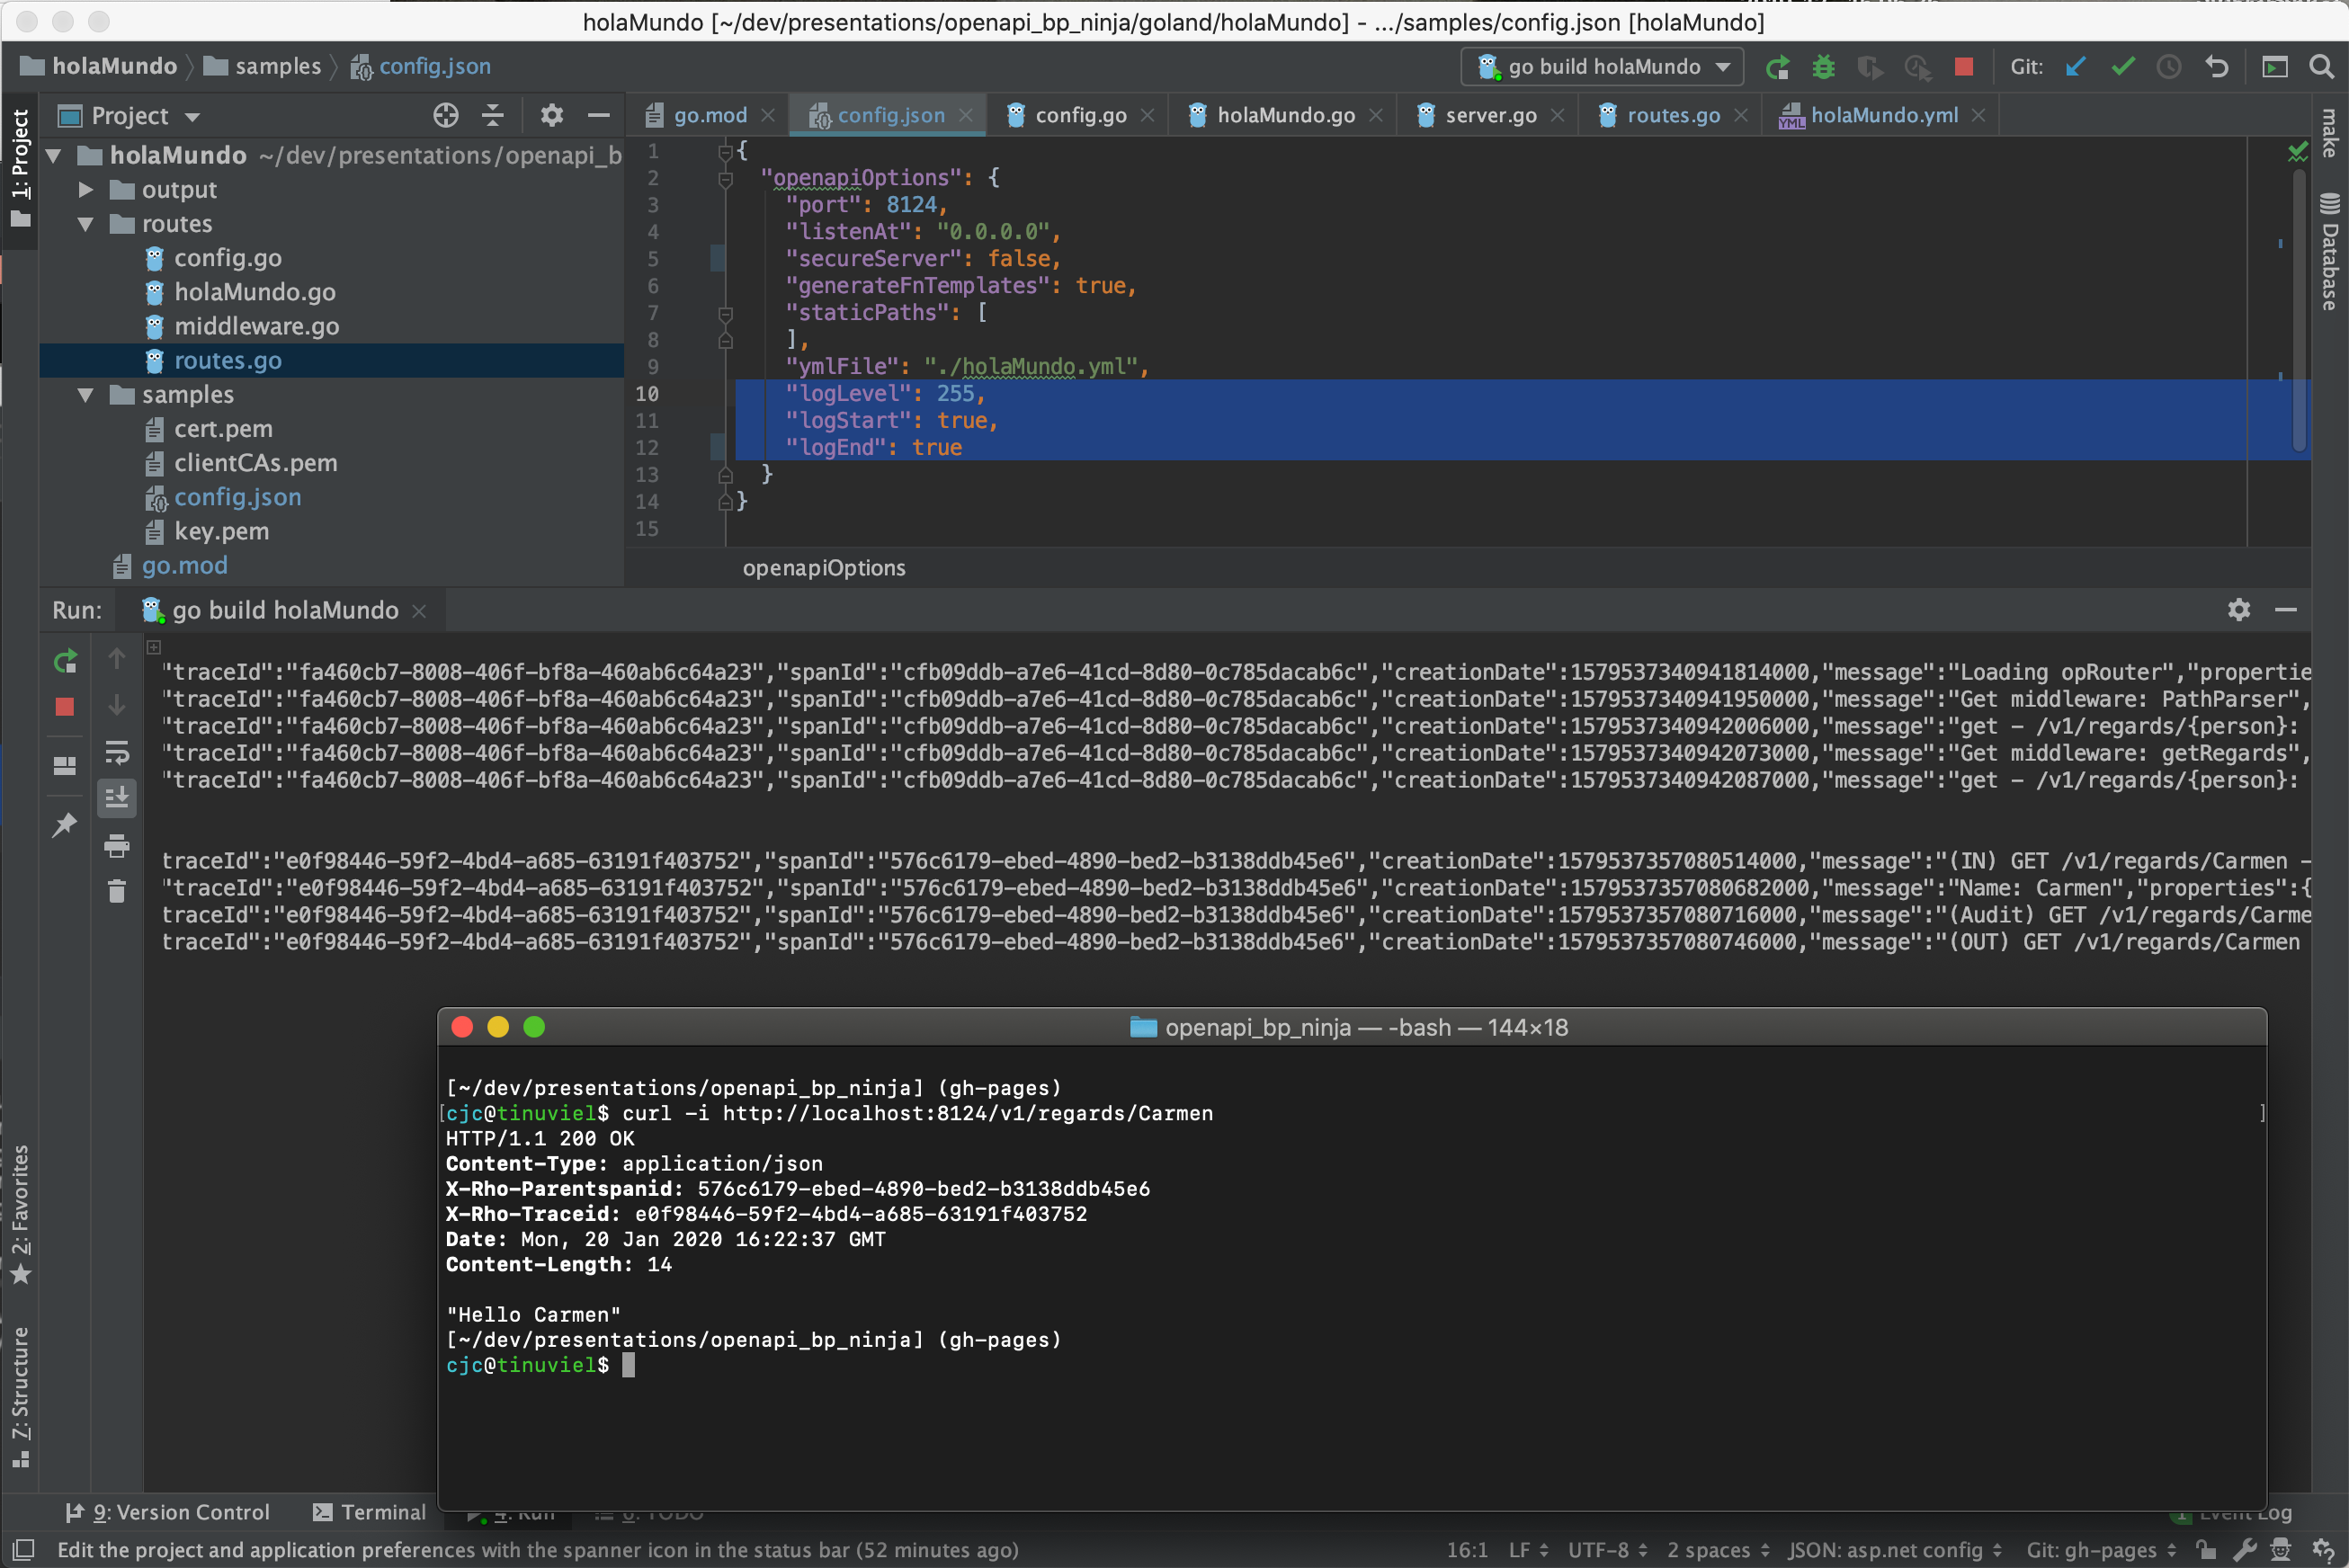 holaMundo [~/dev/presentations/openapi_bp_ninja/goland/holaMundo] - .../samples/config.json [holaMundo]
holaMundo samples config.json
go build holaMundo
Git:
1: Project
Project
go.mod config.json config.go holaMundo.go server.go routes.go holaMundo.yml
make
Database
holaMundo ~/dev/presentations/openapi_b
output
routes
config.go
holaMundo.go
middleware.go
routes.go
samples
cert.pem
clientCAs.pem
config.json
key.pem
go.mod
1 {
2 "openapiOptions": {
3 "port": 8124,
4 "listenAt": "0.0.0.0",
5 "secureServer": false,
6 "generateFnTemplates": true,
7 "staticPaths": [
8 ],
9 "ymlFile": "./holaMundo.yml",
10 "logLevel": 255,
11 "logStart": true,
12 "logEnd": true
13 }
14 }
15
openapiOptions
Run: go build holaMundo
"traceId":"fa460cb7-8008-406f-bf8a-460ab6c64a23","spanId":"cfb09ddb-a7e6-41cd-8d80-0c785dacab6c","creationDate":1579537340941814000,"message":"Loading opRouter","propertie
"traceId":"fa460cb7-8008-406f-bf8a-460ab6c64a23","spanId":"cfb09ddb-a7e6-41cd-8d80-0c785dacab6c","creationDate":1579537340941950000,"message":"Get middleware: PathParser",
"traceId":"fa460cb7-8008-406f-bf8a-460ab6c64a23","spanId":"cfb09ddb-a7e6-41cd-8d80-0c785dacab6c","creationDate":1579537340942006000,"message":"get - /v1/regards/{person}:
"traceId":"fa460cb7-8008-406f-bf8a-460ab6c64a23","spanId":"cfb09ddb-a7e6-41cd-8d80-0c785dacab6c","creationDate":1579537340942073000,"message":"Get middleware: getRegards",
"traceId":"fa460cb7-8008-406f-bf8a-460ab6c64a23","spanId":"cfb09ddb-a7e6-41cd-8d80-0c785dacab6c","creationDate":1579537340942087000,"message":"get - /v1/regards/{person}:
traceId":"e0f98446-59f2-4bd4-a685-63191f403752","spanId":"576c6179-ebed-4890-bed2-b3138ddb45e6","creationDate":1579537357080514000,"message":"(IN) GET /v1/regards/Carmen -
"traceId":"e0f98446-59f2-4bd4-a685-63191f403752","spanId":"576c6179-ebed-4890-bed2-b3138ddb45e6","creationDate":1579537357080682000,"message":"Name: Carmen","properties":{
traceId":"e0f98446-59f2-4bd4-a685-63191f403752","spanId":"576c6179-ebed-4890-bed2-b3138ddb45e6","creationDate":1579537357080716000,"message":"(Audit) GET /v1/regards/Carme
traceId":"e0f98446-59f2-4bd4-a685-63191f403752","spanId":"576c6179-ebed-4890-bed2-b3138ddb45e6","creationDate":1579537357080746000,"message":"(OUT) GET /v1/regards/Carmen
openapi_bp_ninja — -bash — 144×18
[~/dev/presentations/openapi_bp_ninja] (gh-pages)
[cjc@tinuviel$ curl -i http://localhost:8124/v1/regards/Carmen ]
HTTP/1.1 200 OK
Content-Type: application/json
X-Rho-Parentspanid: 576c6179-ebed-4890-bed2-b3138ddb45e6
X-Rho-Traceid: e0f98446-59f2-4bd4-a685-63191f403752
Date: Mon, 20 Jan 2020 16:22:37 GMT
Content-Length: 14
"Hello Carmen"
[~/dev/presentations/openapi_bp_ninja] (gh-pages)
cjc@tinuviel$
2: Favorites
7: Structure
9: Version Control Terminal 4: Run 6: TODO Event Log
Edit the project and application preferences with the spanner icon in the status bar (52 minutes ago) 16:1 LF UTF-8 2 spaces JSON: asp.net config Git: gh-pages